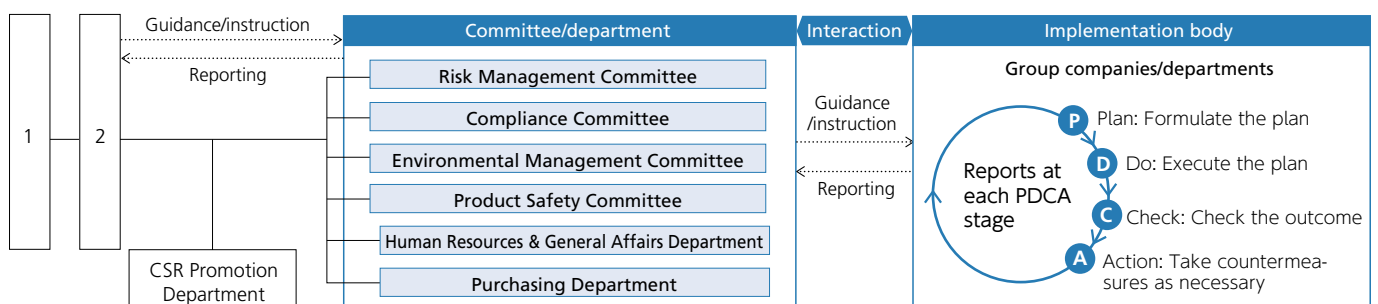 1
2
Guidance/instruction
Reporting
CSR Promotion
Department
Committee/department
Risk Management Committee
Compliance Committee
Environmental Management Committee
Product Safety Committee
Human Resources & General Affairs Department
Purchasing Department
Interaction
Guidance
/instruction
Reporting
Implementation body
Group companies/departments
Reports at
each PDCA
stage
P
Plan: Formulate the plan
D
Do: Execute the plan
C
Check: Check the outcome
A
Action: Take countermea-
sures as necessary